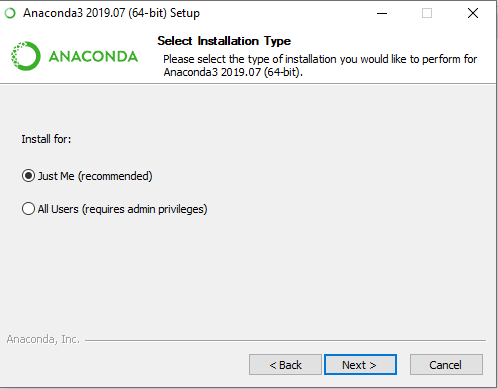 Anaconda3 2019.07 (64-bit) Setup
ANACONDA
Select Installation Type
Please select the type of installation you would like to perform for
Anaconda3 2019.07 (64-bit).
Install for:
Just Me (recommended)
All Users (requires admin privileges)
Anaconda, Inc.
< Back Next > Cancel